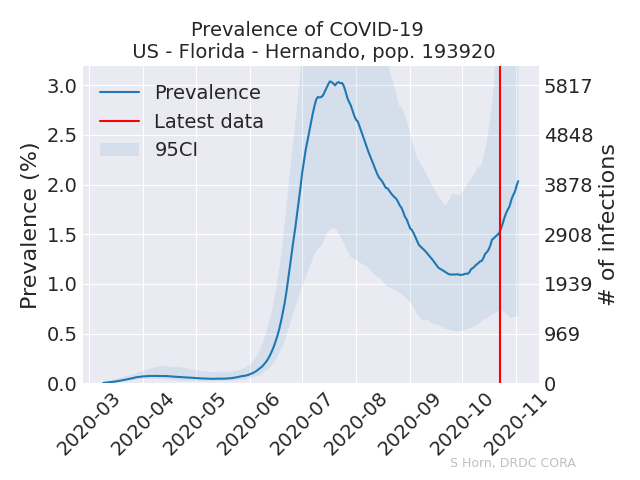 Prevalence of COVID-19
US - Florida - Hernando, pop. 193920
Prevalence
Latest data
95CI
Prevalence (%)
3.0
2.5
2.0
1.5
1.0
0.5
0.0
5817
4848
3878
2908
1939
969
0
# of infections
2020-03
2020-04
2020-05
2020-06
2020-07
2020-08
2020-09
2020-10
2020-11
S Horn, DRDC CORA